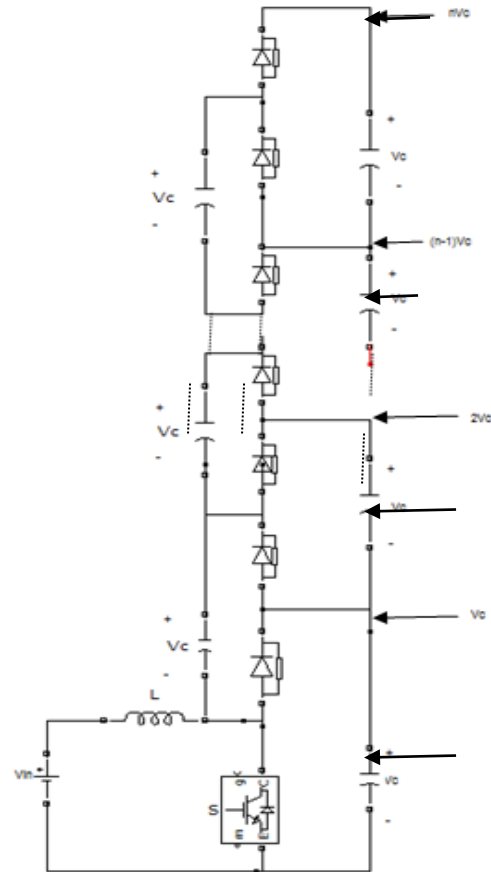 nVc
+
Vc
-
+
Vc
-
(n-1)Vc
+
Vc
-
2Vc
+
Vc
-
+
Vc
-
Vc
+
Vc
-
L
Vin
+
+
Vc
-
S
g
C
E